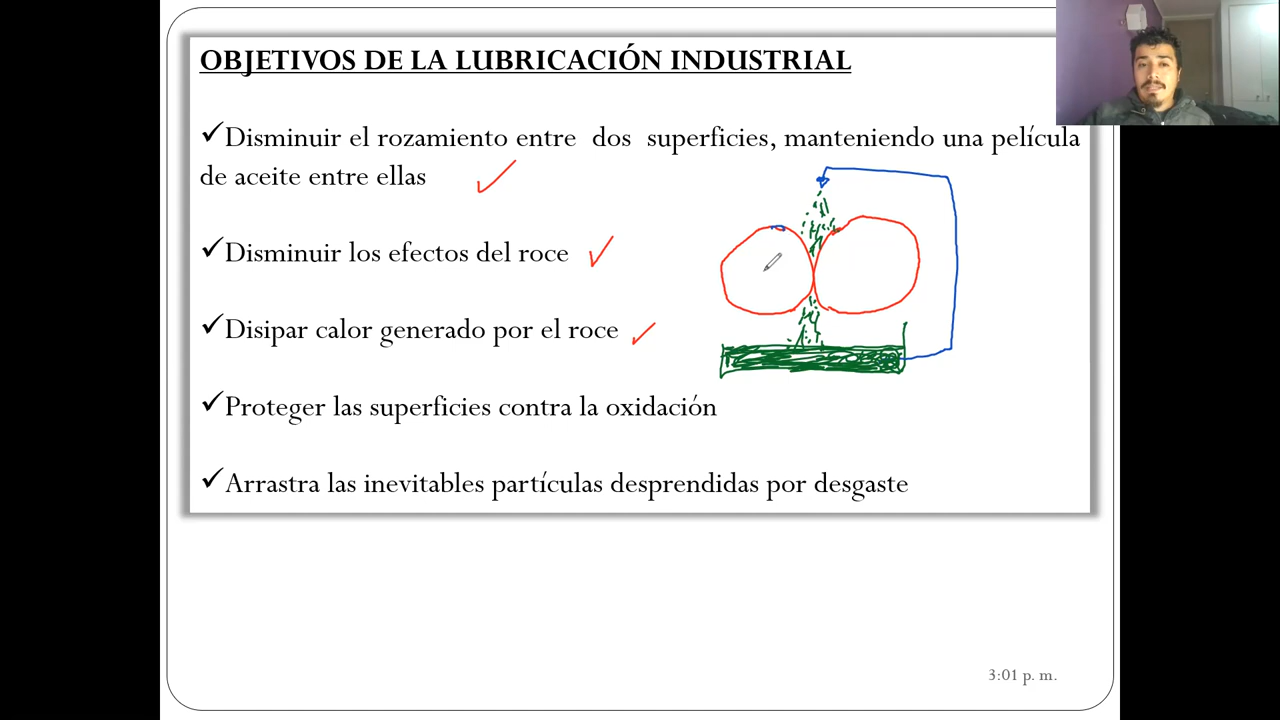 OBJETIVOS DE LA LUBRICACIÓN INDUSTRIAL
✓Disminuir el rozamiento entre dos superficies, manteniendo una película
de aceite entre ellas
✓Disminuir los efectos del roce
✓Disipar calor generado por el roce
✓Proteger las superficies contra la oxidación
✓Arrastra las inevitables partículas desprendidas por desgaste
3:01 p. m.